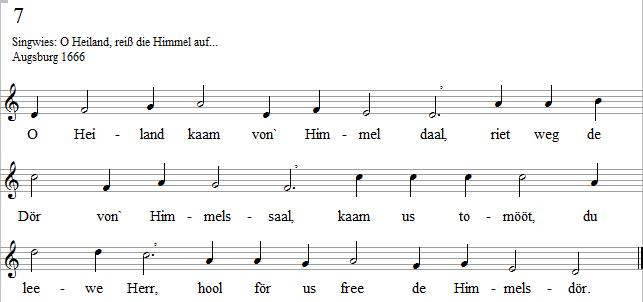 7
Singwies: O Heiland, reiß die Himmel auf...
Augsburg 1666
O Hei - land kaam von` Him - mel daal, riet weg de
Dör von` Him - mels - saal, kaam us to - mööt, du
lee - we Herr, hool för us free de Him - mels - dör.